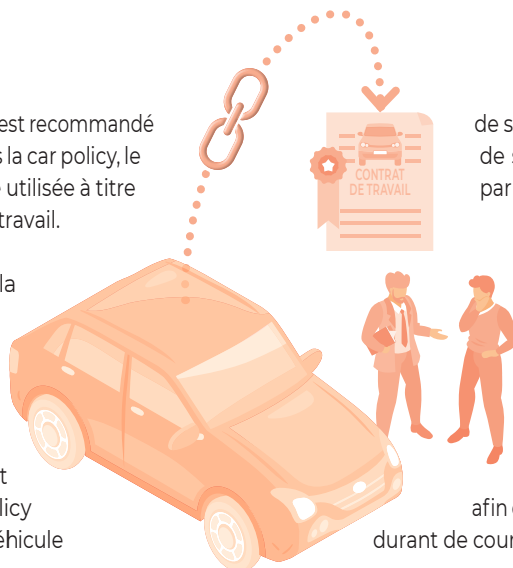 est recommandé
la car policy, le
utilisée à titre
travail.
la
CONTRAT
DE TRAVAIL
de
de
par
licy
éhicule
afin
durant de cour